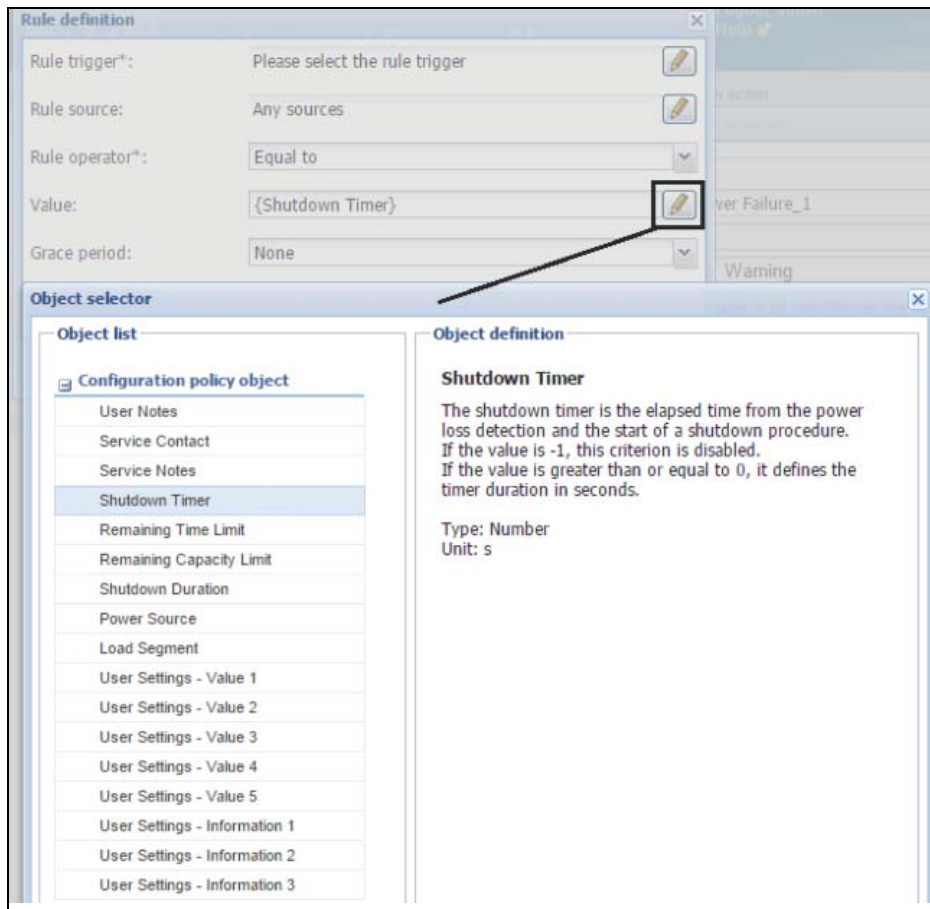 Rule definition
Logout admin
Help
Rule trigger*:
Please select the rule trigger
Rule source:
Any sources
action
Rule operator*:
Equal to
Value:
{Shutdown Timer}
er Failure_1
Grace period:
None
Warning
Object selector
Object list
Object definition
Configuration policy object
User Notes
Service Contact
Service Notes
Shutdown Timer
Remaining Time Limit
Remaining Capacity Limit
Shutdown Duration
Power Source
Load Segment
User Settings - Value 1
User Settings - Value 2
User Settings - Value 3
User Settings - Value 4
User Settings - Value 5
User Settings - Information 1
User Settings - Information 2
User Settings - Information 3
Shutdown Timer
The shutdown timer is the elapsed time from the power
loss detection and the start of a shutdown procedure.
If the value is -1, this criterion is disabled.
If the value is greater than or equal to 0, it defines the
timer duration in seconds.
Type: Number
Unit: s